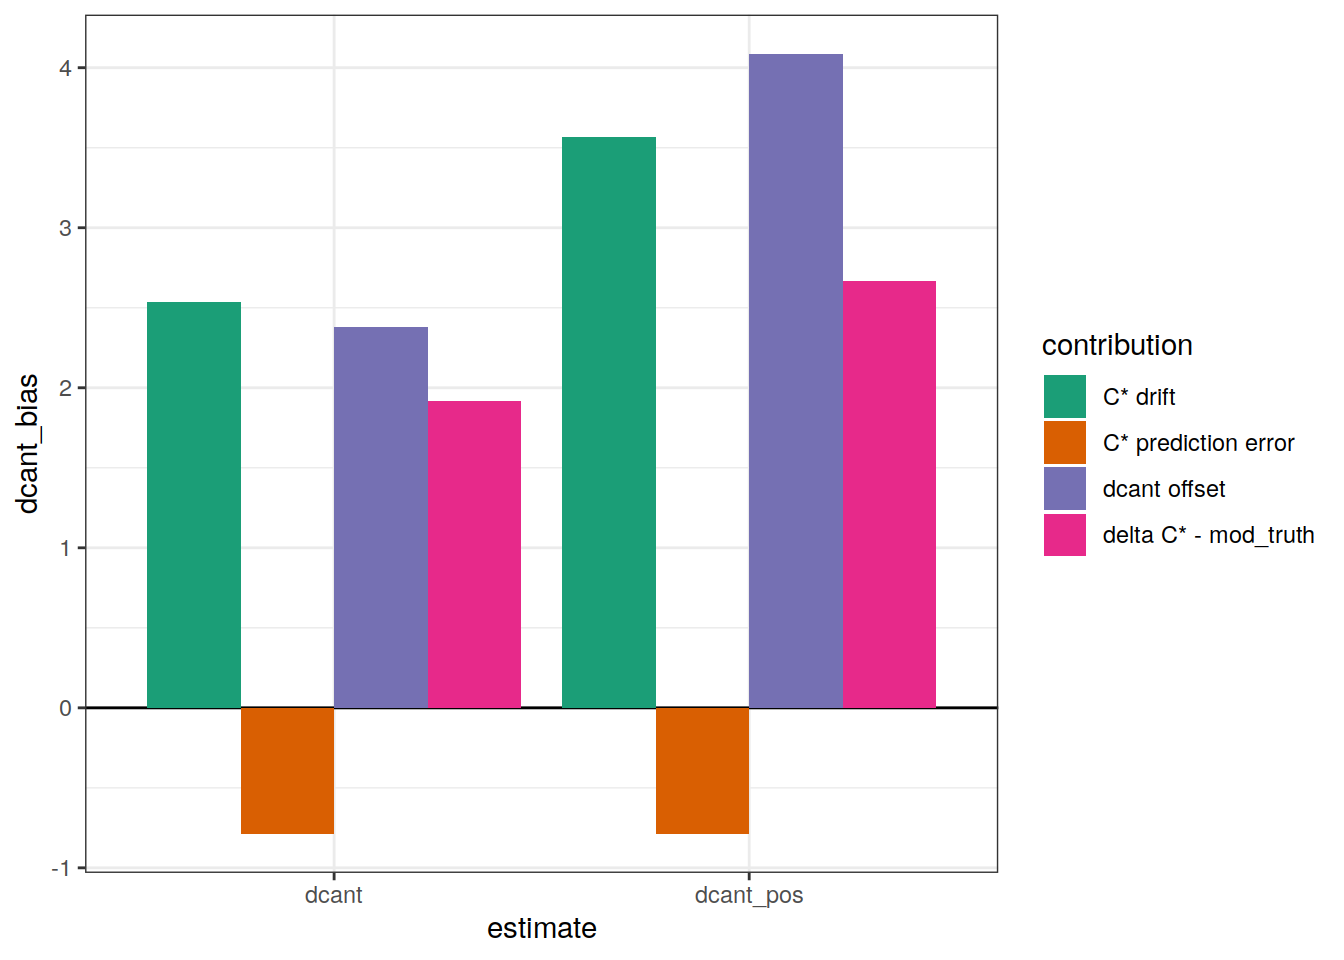 4
3
2
1
0
-1
dcant_bias
dcant
dcant_pos
estimate
contribution
C* drift
C* prediction error
dcant offset
delta C* - mod_truth